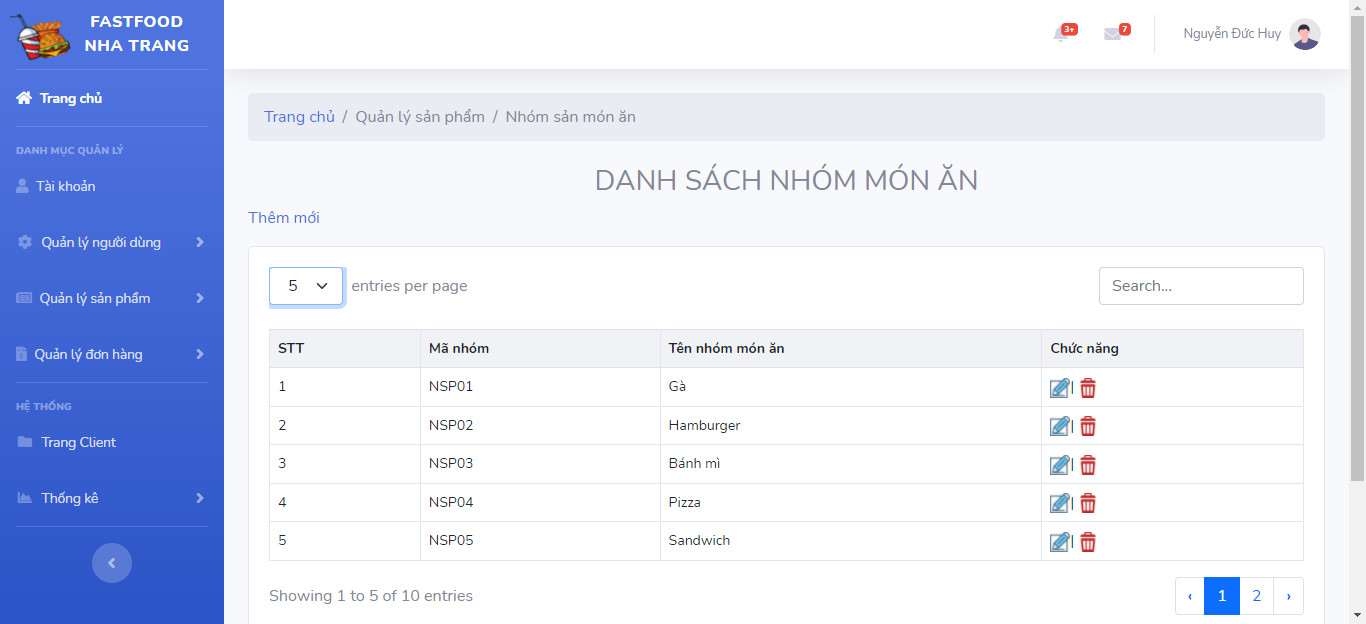 FASTFOOD
NHA TRANG
Trang chủ
DANH MỤC QUẢN LÝ
Tài khoản
Quản lý người dùng
Quản lý sản phẩm
Quản lý đơn hàng
HỆ THỐNG
Trang Client
Thống kê
3+
7
Nguyễn Đức Huy
Trang chủ / Quản lý sản phẩm / Nhóm sản món ăn
DANH SÁCH NHÓM MÓN ĂN
Thêm mới
5 entries per page
Search...
STT Mã nhóm Tên nhóm món ăn Chức năng
1 NSP01 Gà |
2 NSP02 Hamburger |
3 NSP03 Bánh mì |
4 NSP04 Pizza |
5 NSP05 Sandwich |
Showing 1 to 5 of 10 entries
‹ 1 2 ›